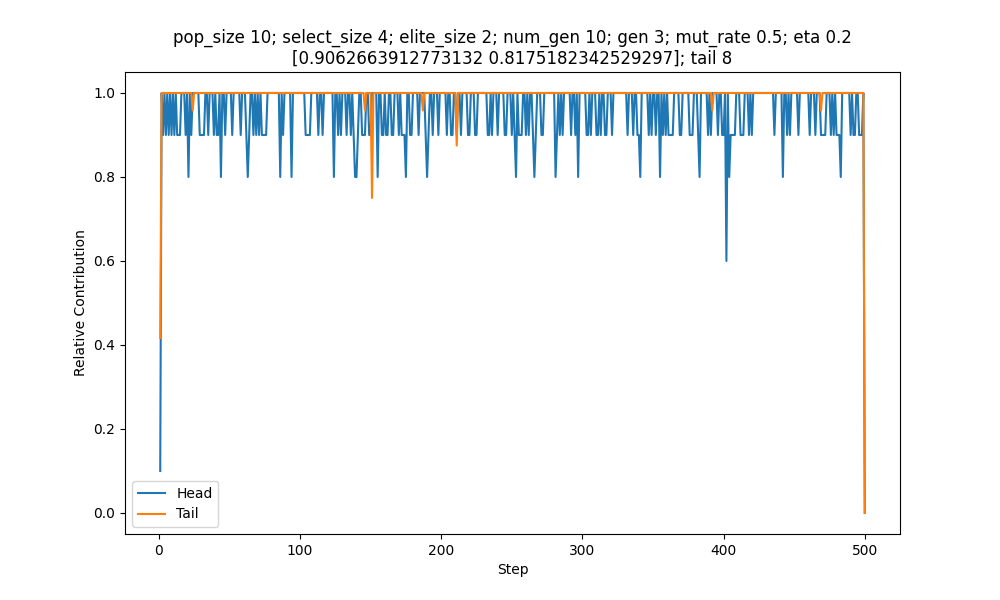 pop_size 10; select_size 4; elite_size 2; num_gen 10; gen 3; mut_rate 0.5; eta 0.2
[0.9062663912773132 0.8175182342529297]; tail 8
1.0
0.8
0.6
0.4
0.2
0.0
Relative Contribution
Head
Tail
0 100 200 300 400 500
Step